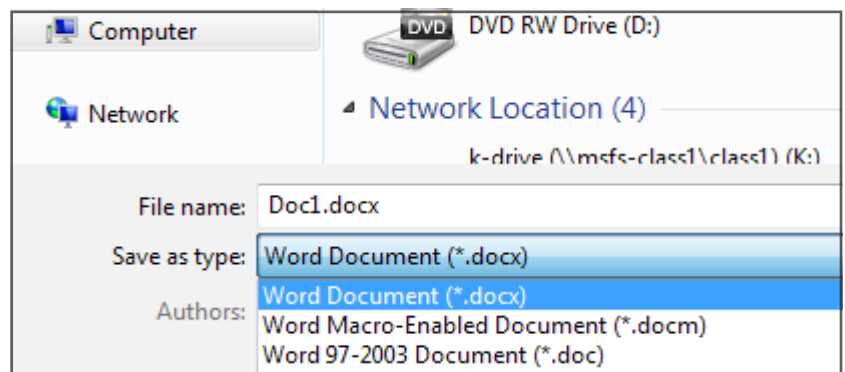 Computer
DVD
DVD RW Drive (D:)
Network
Network Location (4)
k-drive (\\msfs-class1\class1) (K:)
File name: Doc1.docx
Save as type: Word Document (*.docx)
Authors:
Word Document (*.docx)
Word Macro-Enabled Document (*.docm)
Word 97-2003 Document (*.doc)